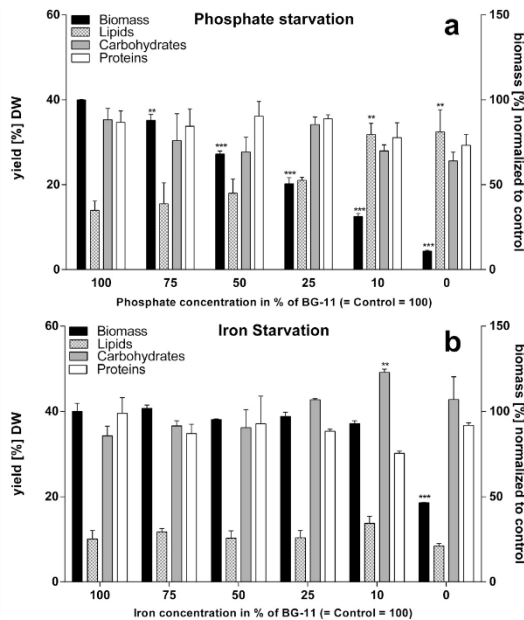 Phosphate starvation
a
Biomass
Lipids
Carbohydrates
Proteins
60
40
20
0
yield [%] DW
150
100
50
0
biomass [%] normalized to control
**
***
***
***
**
***
**
100 75 50 25 10 0
Phosphate concentration in % of BG-11 (= Control = 100)
Iron Starvation
b
Biomass
Lipids
Carbohydrates
Proteins
60
40
20
0
yield [%] DW
150
100
50
0
biomass [%] normalized to control
**
***
100 75 50 25 10 0
Iron concentration in % of BG-11 (= Control = 100)